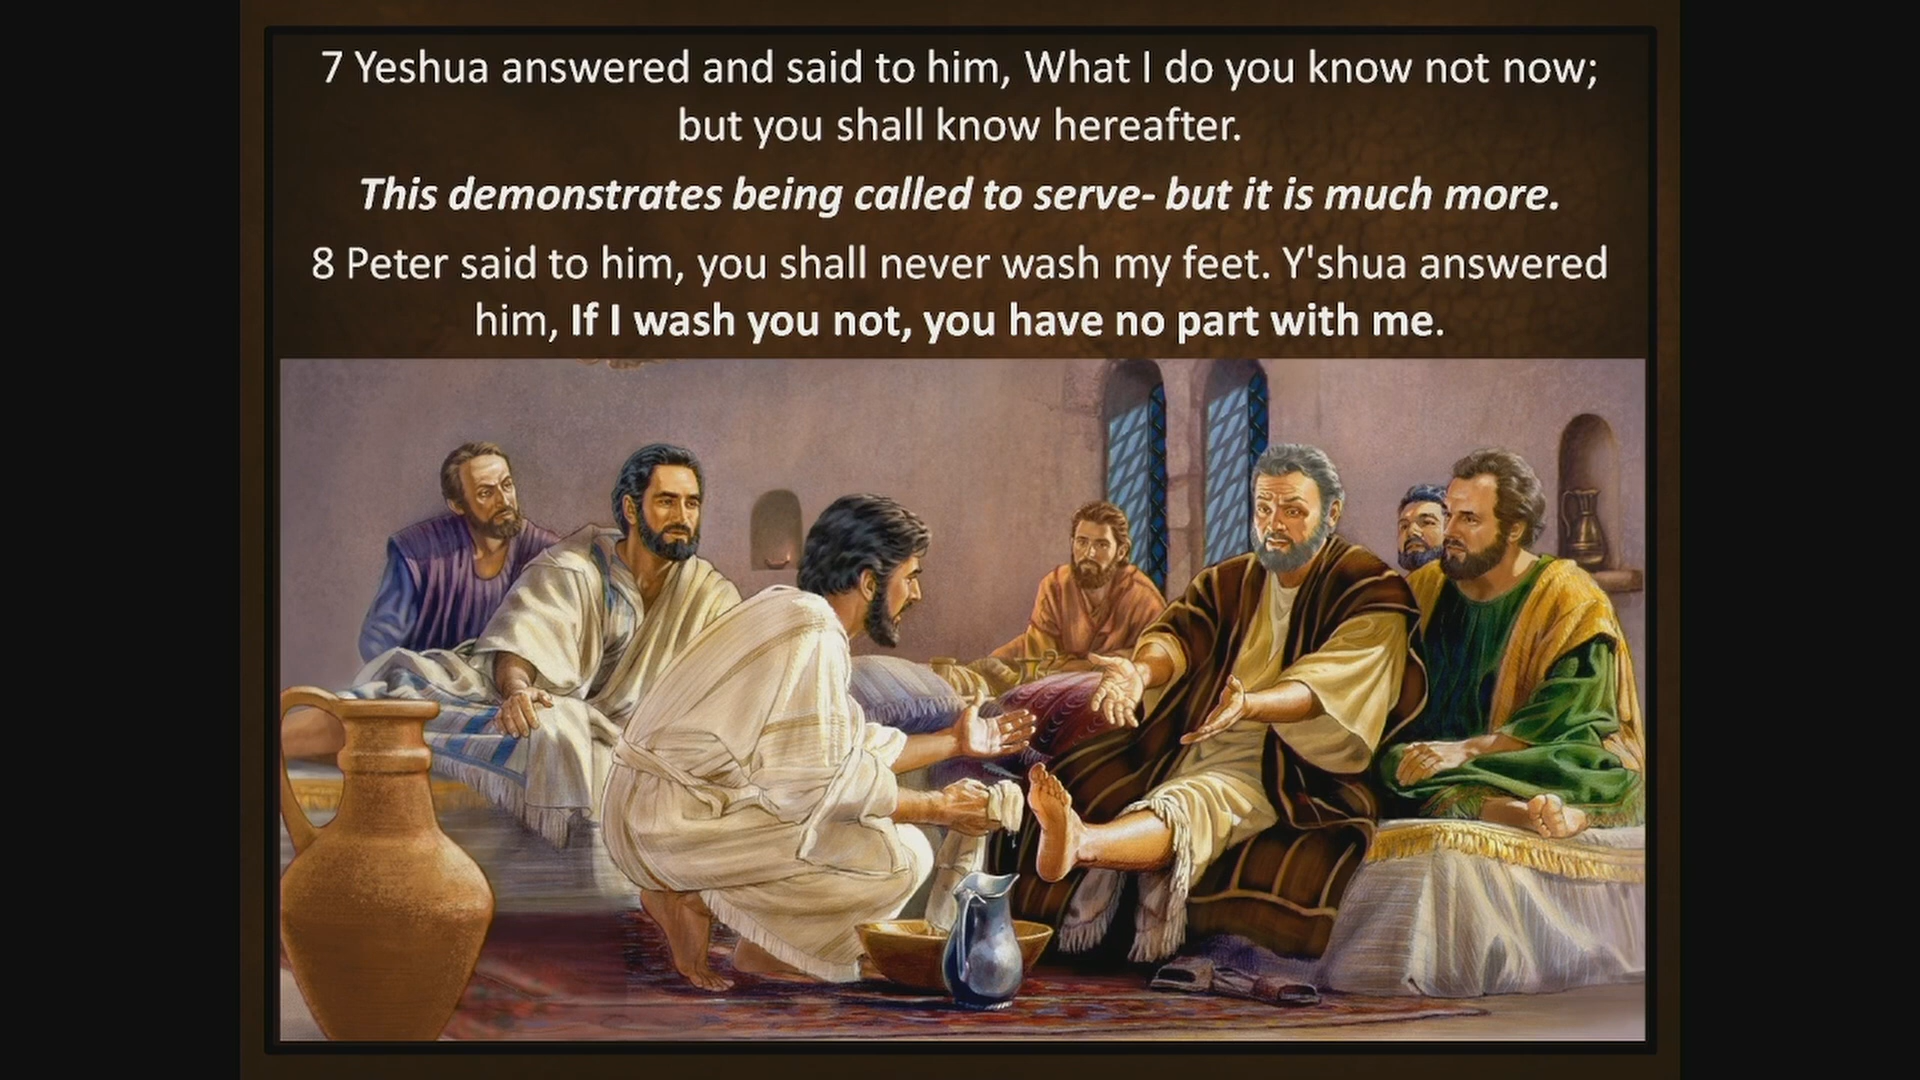 7 Yeshua answered and said to him, What I do you know not now;
but you shall know hereafter.
This demonstrates being called to serve- but it is much more.
8 Peter said to him, you shall never wash my feet. Y'shua answered
him, If I wash you not, you have no part with me.